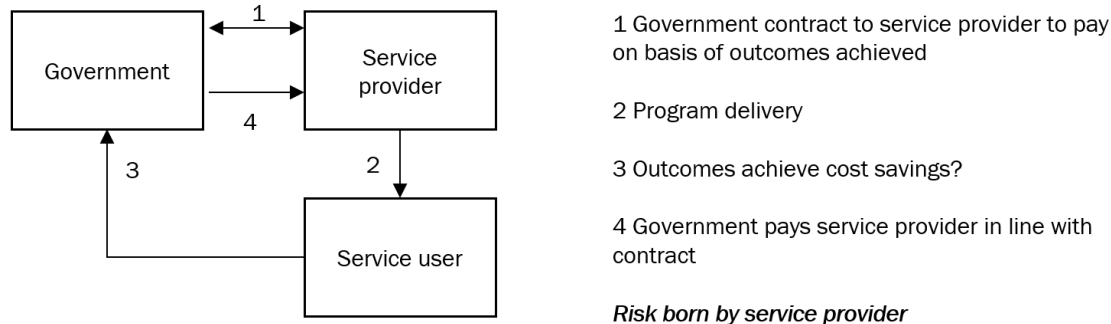 1
Government
Service
provider
4
3
2
Service user
1 Government contract to service provider to pay
on basis of outcomes achieved
2 Program delivery
3 Outcomes achieve cost savings?
4 Government pays service provider in line with
contract
Risk born by service provider